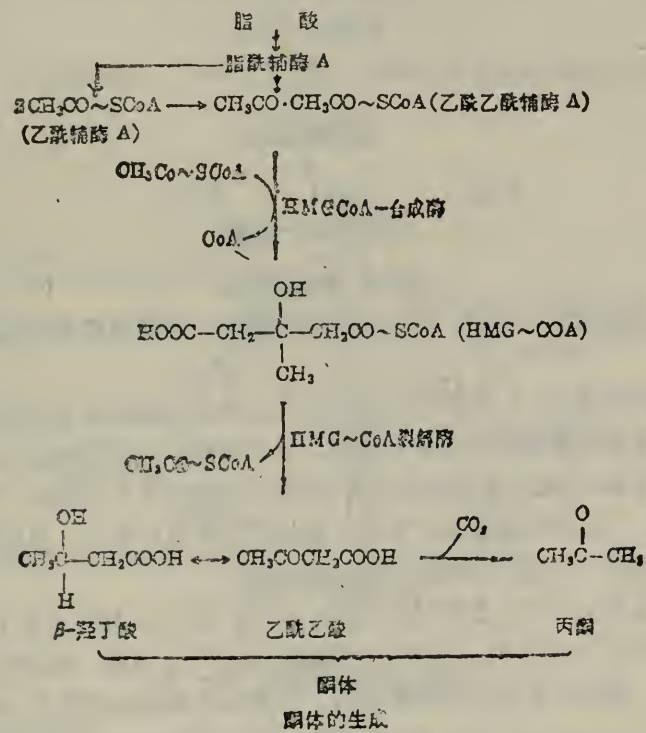 脂 酸
脂酰辅酶 A
2CH₃CO~SCoA → CH₃CO·CH₃CO~SCoA (乙酰乙酰辅酶 A)
(乙酰辅酶 A)
CH₃Co~SCoA
HMGCoA-合成酶
CoA
OH
HOOC—CH₂—C—CH₂CO~SCoA (HMG~COA)
CH₃
HMG~CoA裂解酶
CH₃CO~SCoA
OH
CO₂
O
CH₃C—CH₂COOH ↔ CH₃COCH₂COOH → CH₃C—CH₃
H
β-羟丁酸 乙酰乙酸 丙酮
酮体
酮体的生成